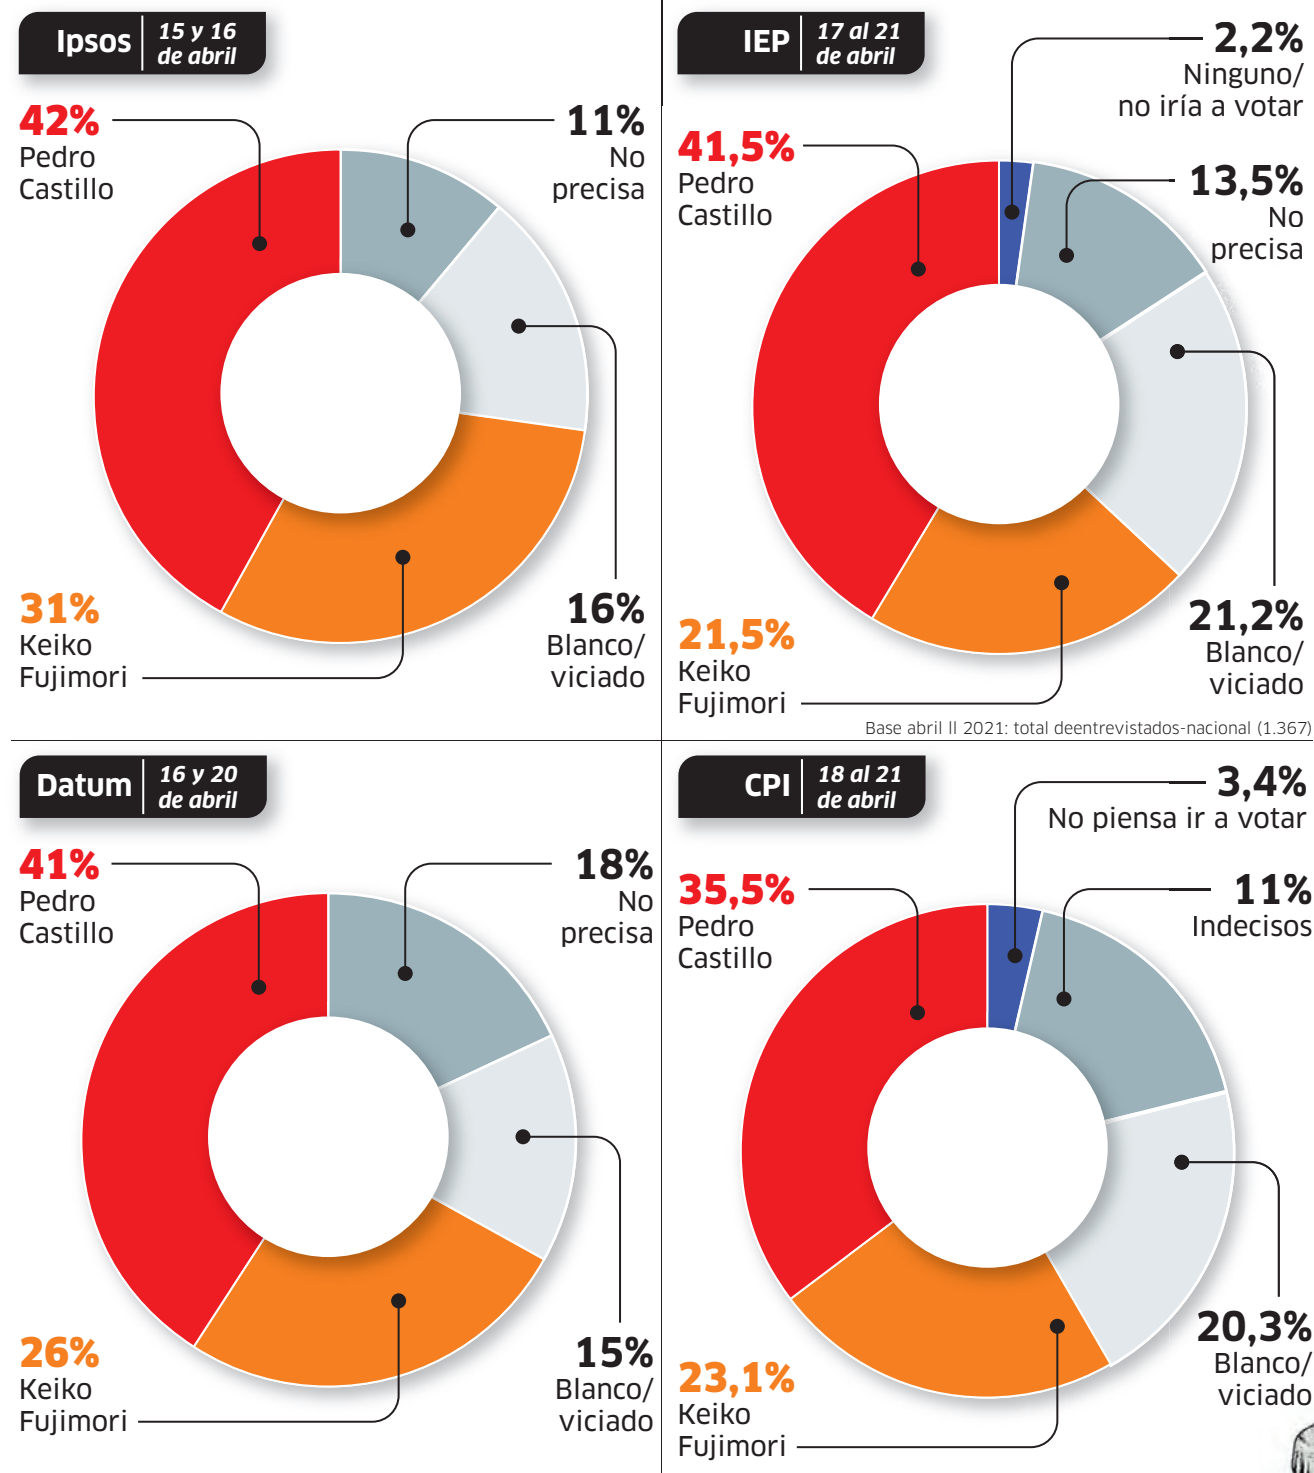 Ipsos
15 y 16
de abril
42%
Pedro
Castillo
11%
No
precisa
31%
Keiko
Fujimori
16%
Blanco/
viciado
IEP
17 al 21
de abril
2,2%
Ninguno/
no iría a votar
41,5%
Pedro
Castillo
13,5%
No
precisa
21,5%
Keiko
Fujimori
21,2%
Blanco/
viciado
Base abril II 2021: total deentrevistados-nacional (1.367)
Datum
16 y 20
de abril
41%
Pedro
Castillo
18%
No
precisa
26%
Keiko
Fujimori
15%
Blanco/
viciado
CPI
18 al 21
de abril
3,4%
No piensa ir a votar
35,5%
Pedro
Castillo
11%
Indecisos
23,1%
Keiko
Fujimori
20,3%
Blanco/
viciado